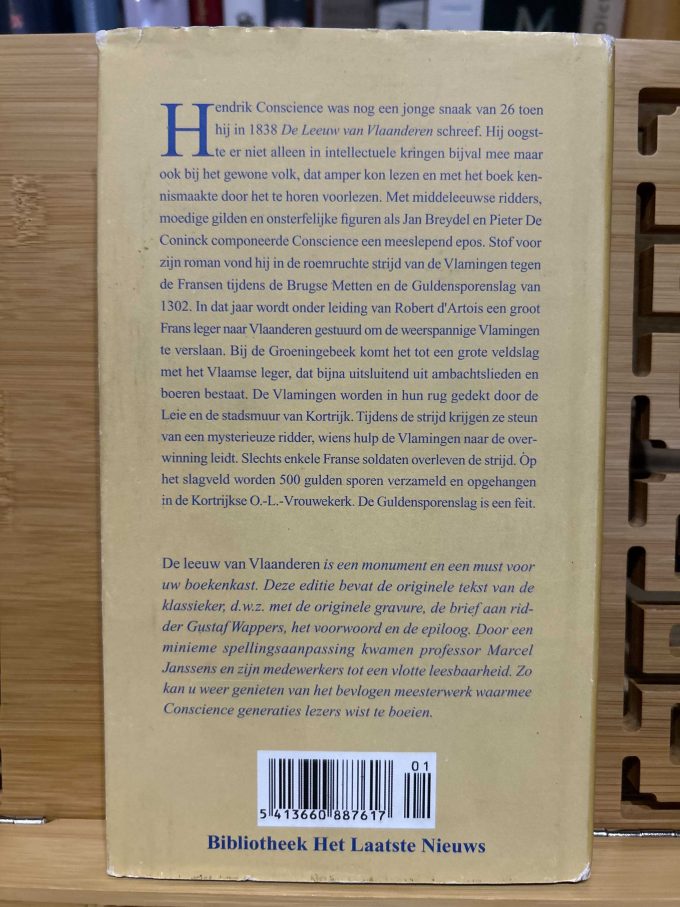 Hendrik Conscience was nog een jonge snaak van 26 toen
hij in 1838 De Leeuw van Vlaanderen schreef. Hij oogst-
te er niet alleen in intellectuele kringen bijval mee maar
ook bij het gewone volk, dat amper kon lezen en met het boek ken-
nismaakte door het te horen voorlezen. Met middeleeuwse ridders,
moedige gilden en onsterfelijke figuren als Jan Breydel en Pieter De
Coninck componeerde Conscience een meeslepend epos. Stof voor
zijn roman vond hij in de roemruchte strijd van de Vlamingen tegen
de Fransen tijdens de Brugse Metten en de Guldensporenslag van
1302. In dat jaar wordt onder leiding van Robert d'Artois een groot
Frans leger naar Vlaanderen gestuurd om de weerspannige Vlamingen
te verslaan. Bij de Groeningebeek komt het tot een grote veldslag
met het Vlaamse leger, dat bijna uitsluitend uit ambachtslieden en
boeren bestaat. De Vlamingen worden in hun rug gedekt door de
Leie en de stadsmuur van Kortrijk. Tijdens de strijd krijgen ze steun
van een mysterieuze ridder, wiens hulp de Vlamingen naar de over-
winning leidt. Slechts enkele Franse soldaten overleven de strijd. Òp
het slagveld worden 500 gulden sporen verzameld en opgehangen
in de Kortrijkse O.-L.-Vrouwekerk. De Guldensporenslag is een feit.
De leeuw van Vlaanderen is een monument en een must voor
uw boekenkast. Deze editie bevat de originele tekst van de
klassieker, d.w.z. met de originele gravure, de brief aan rid-
der Gustaf Wappers, het voorwoord en de epiloog. Door een
minieme spellingsaanpassing kwamen professor Marcel
Janssens en zijn medewerkers tot een vlotte leesbaarheid. Zo
kan u weer genieten van het bevlogen meesterwerk waarmee
Conscience generaties lezers wist te boeien.
01
5 413660 887617
Bibliotheek Het Laatste Nieuws